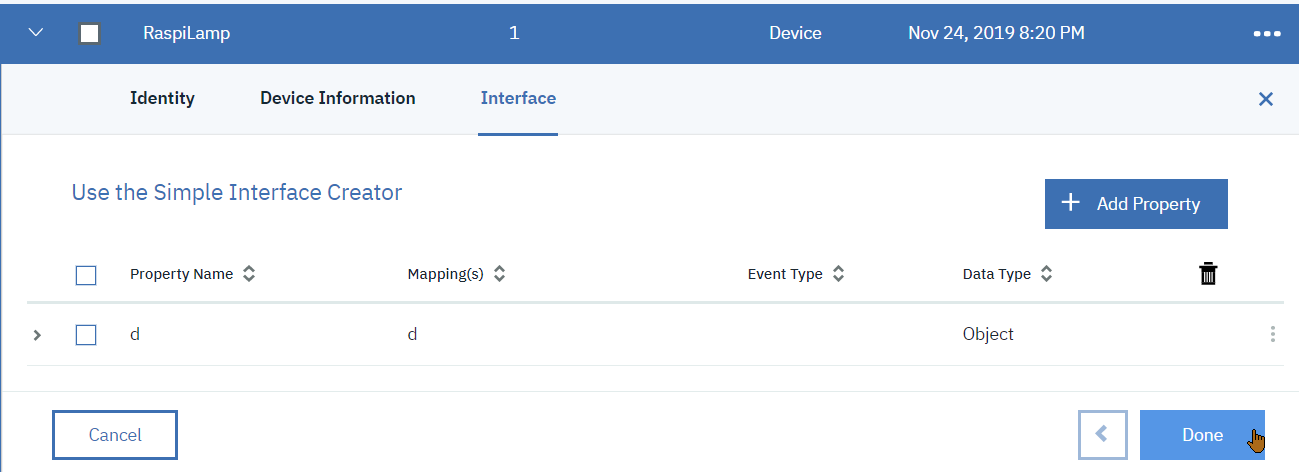 RaspiLamp 1 Device Nov 24, 2019 8:20 PM
Identity Device Information Interface
Use the Simple Interface Creator
Add Property
Property Name Mapping(s) Event Type Data Type
d d Object
Cancel Done